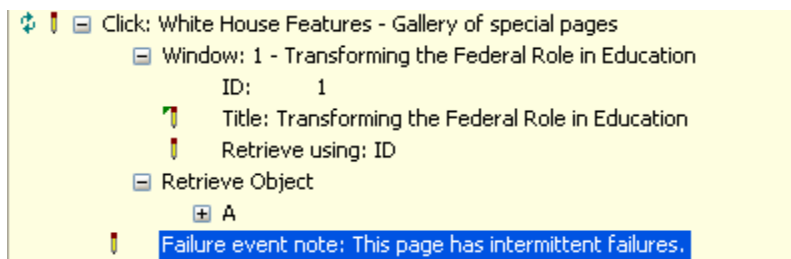 Click: White House Features - Gallery of special pages
Window: 1 - Transforming the Federal Role in Education
ID: 1
Title: Transforming the Federal Role in Education
Retrieve using: ID
Retrieve Object
A
Failure event note: This page has intermittent failures.